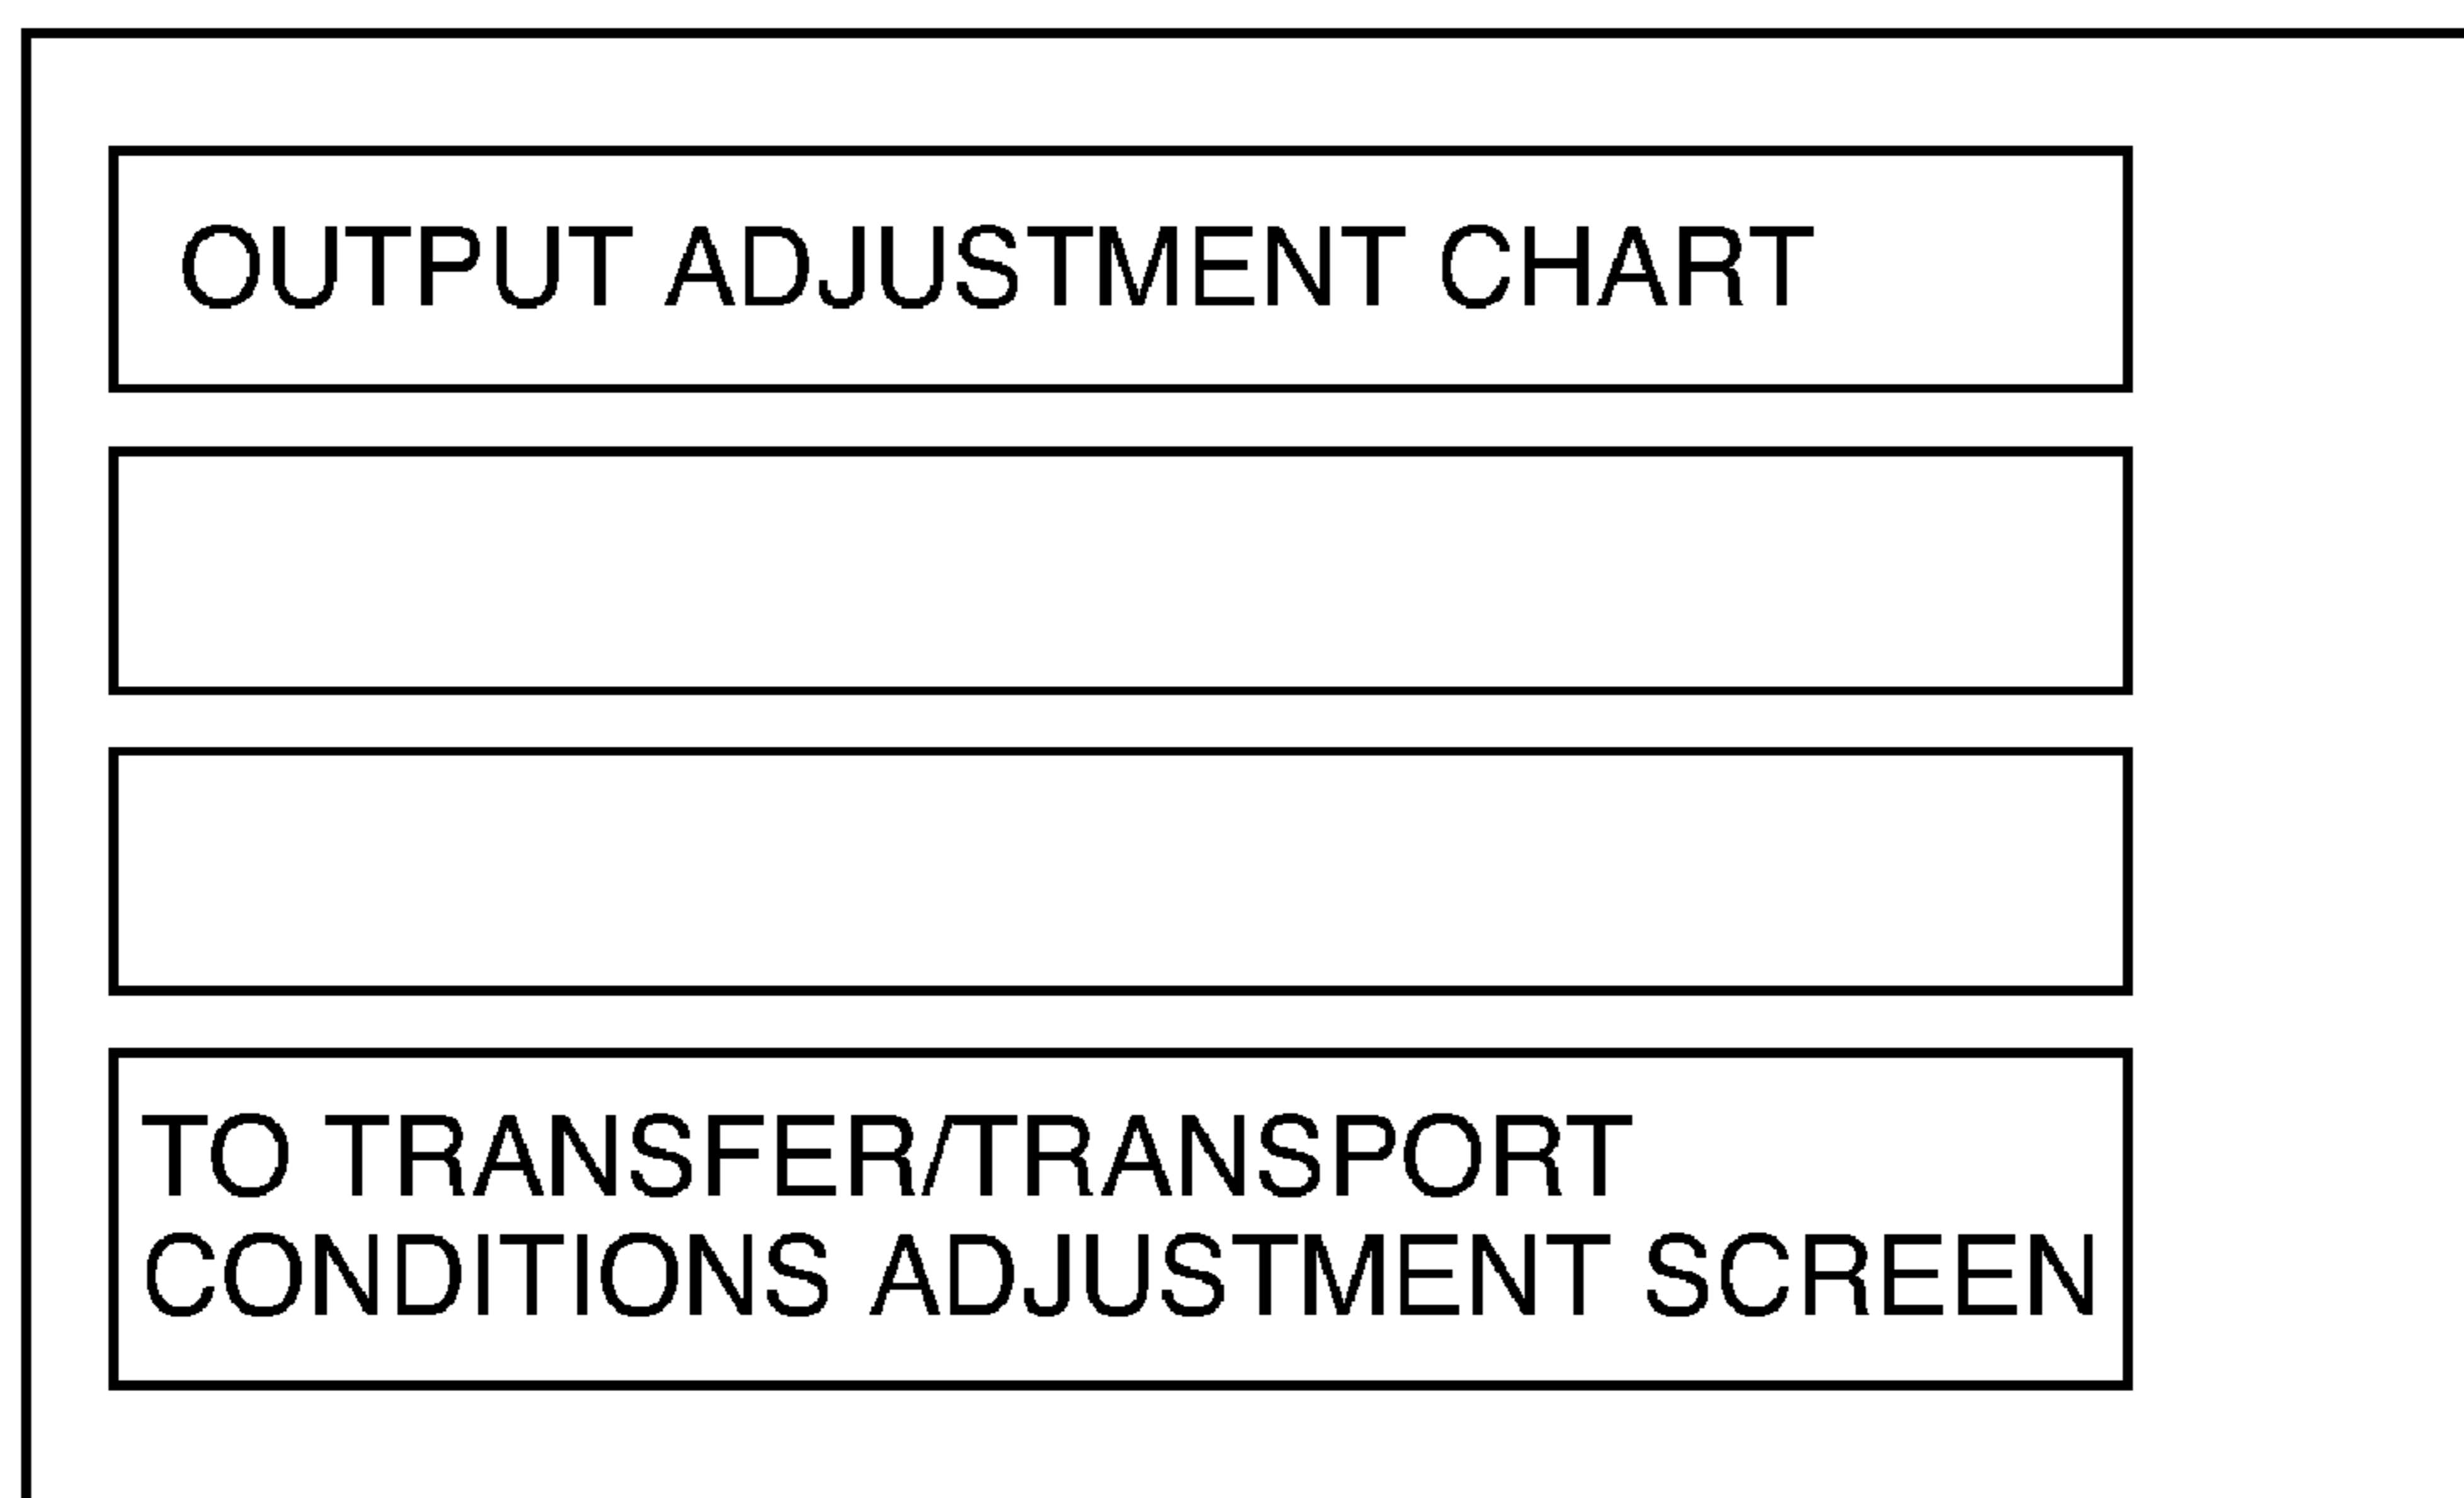 OUTPUT ADJUSTMENT CHART
TO TRANSFER/TRANSPORT
CONDITIONS ADJUSTMENT SCREEN